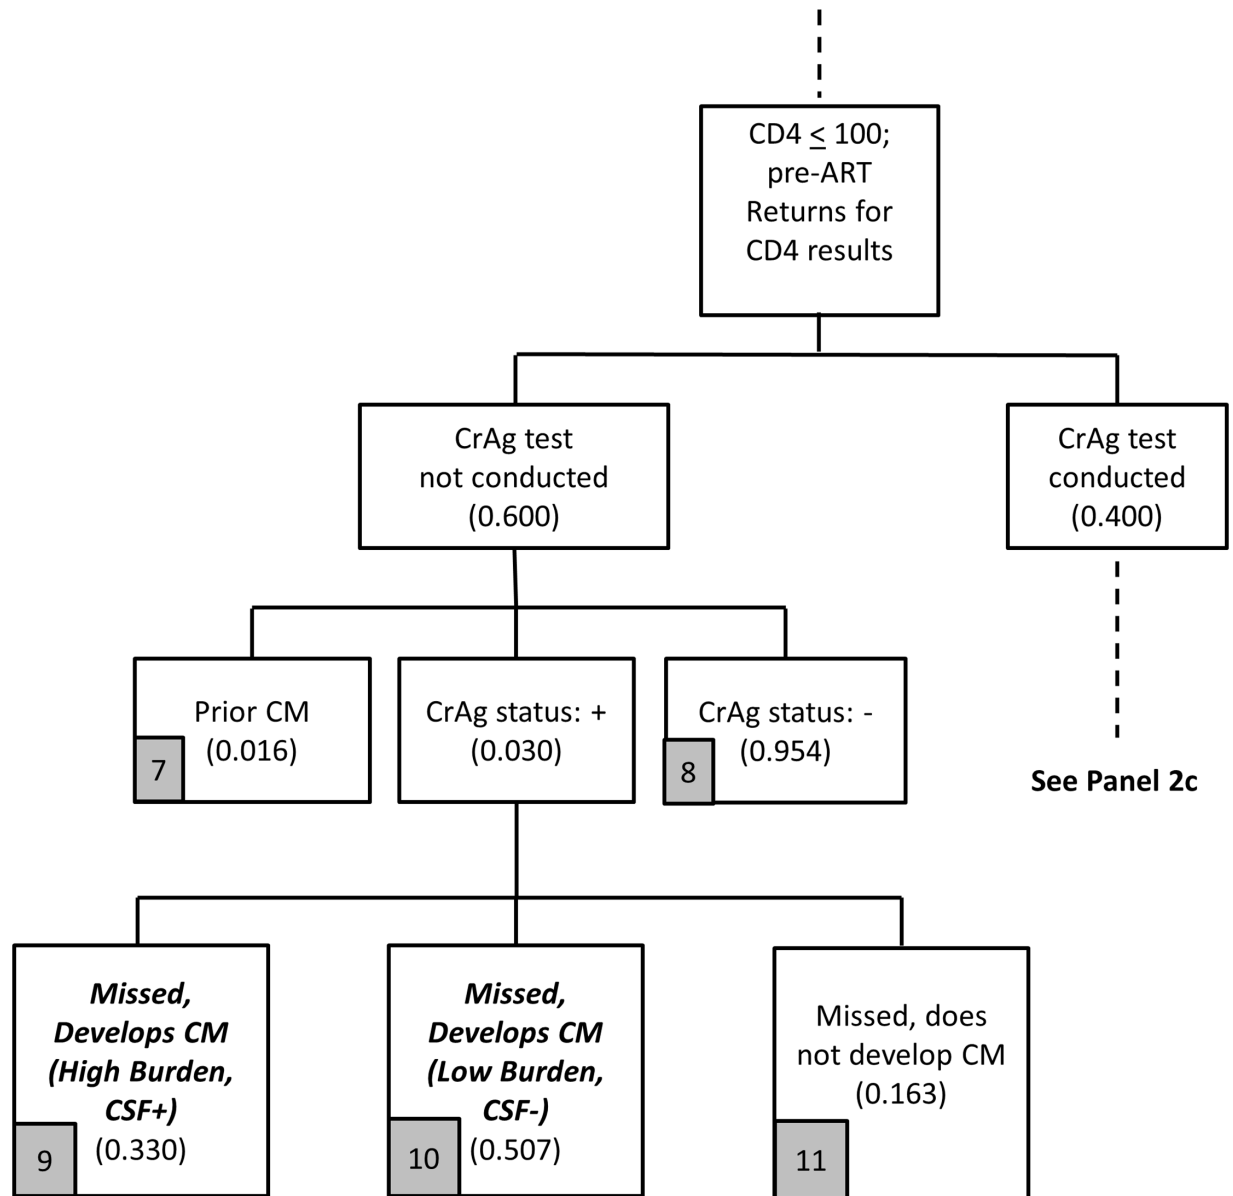 CD4 ≤ 100;
pre-ART
Returns for
CD4 results
CrAg test
not conducted
(0.600)
CrAg test
conducted
(0.400)
Prior CM
(0.016)
7
CrAg status: +
(0.030)
CrAg status: -
(0.954)
8
See Panel 2c
Missed,
Develops CM
(High Burden,
CSF+)
(0.330)
9
Missed,
Develops CM
(Low Burden,
CSF-)
(0.507)
10
Missed, does
not develop CM
(0.163)
11